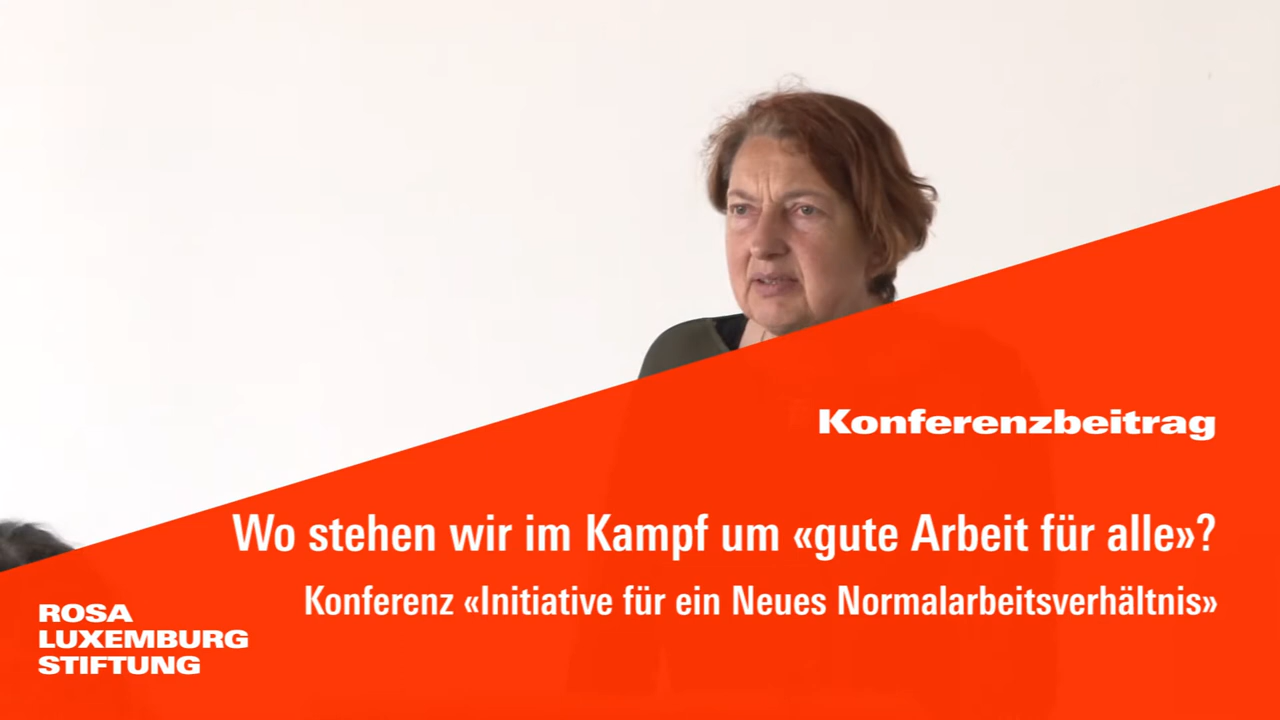 Konferenzbeitrag
Wo stehen wir im Kampf um «gute Arbeit für alle»?
Konferenz «Initiative für ein Neues Normalarbeitsverhältnis»
ROSA
LUXEMBURG
STIFTUNG